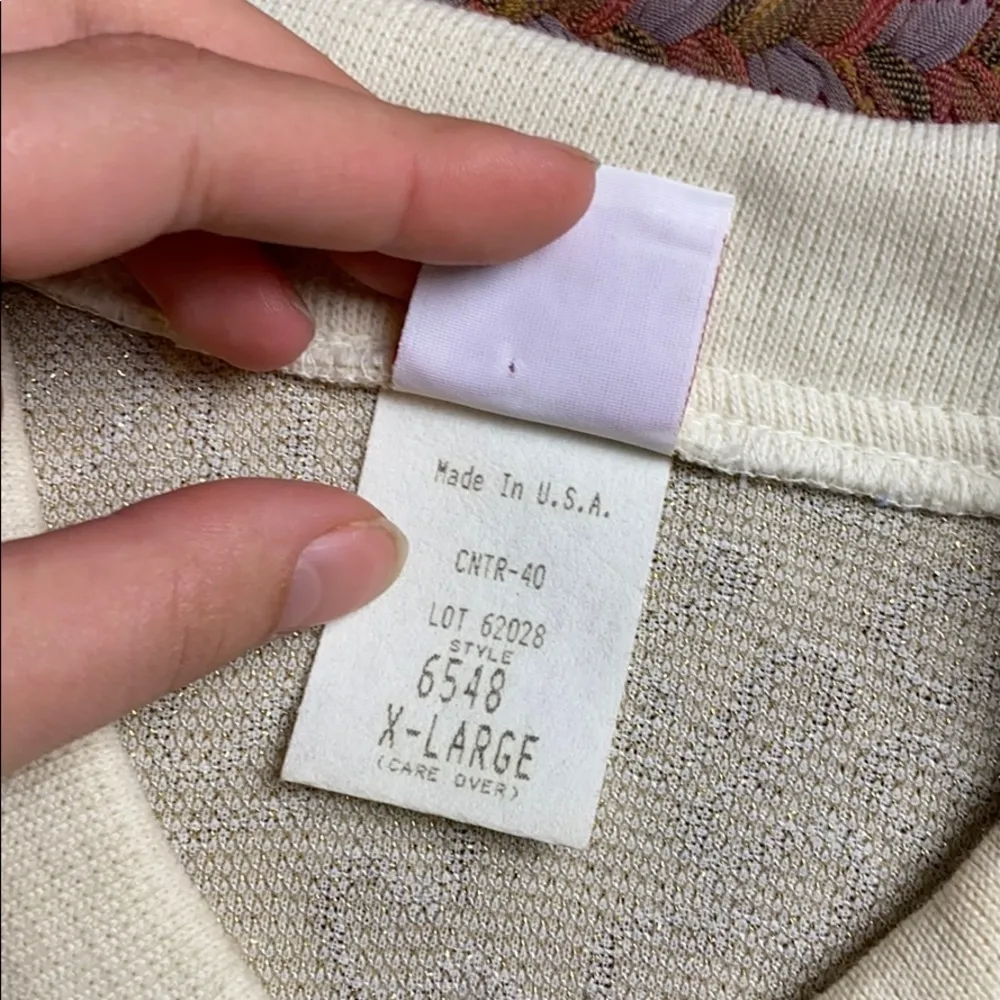 Made In U.S.A.
CNTR-40
LOT 62028
STYLE
6548
X-LARGE
(CARE OVER)